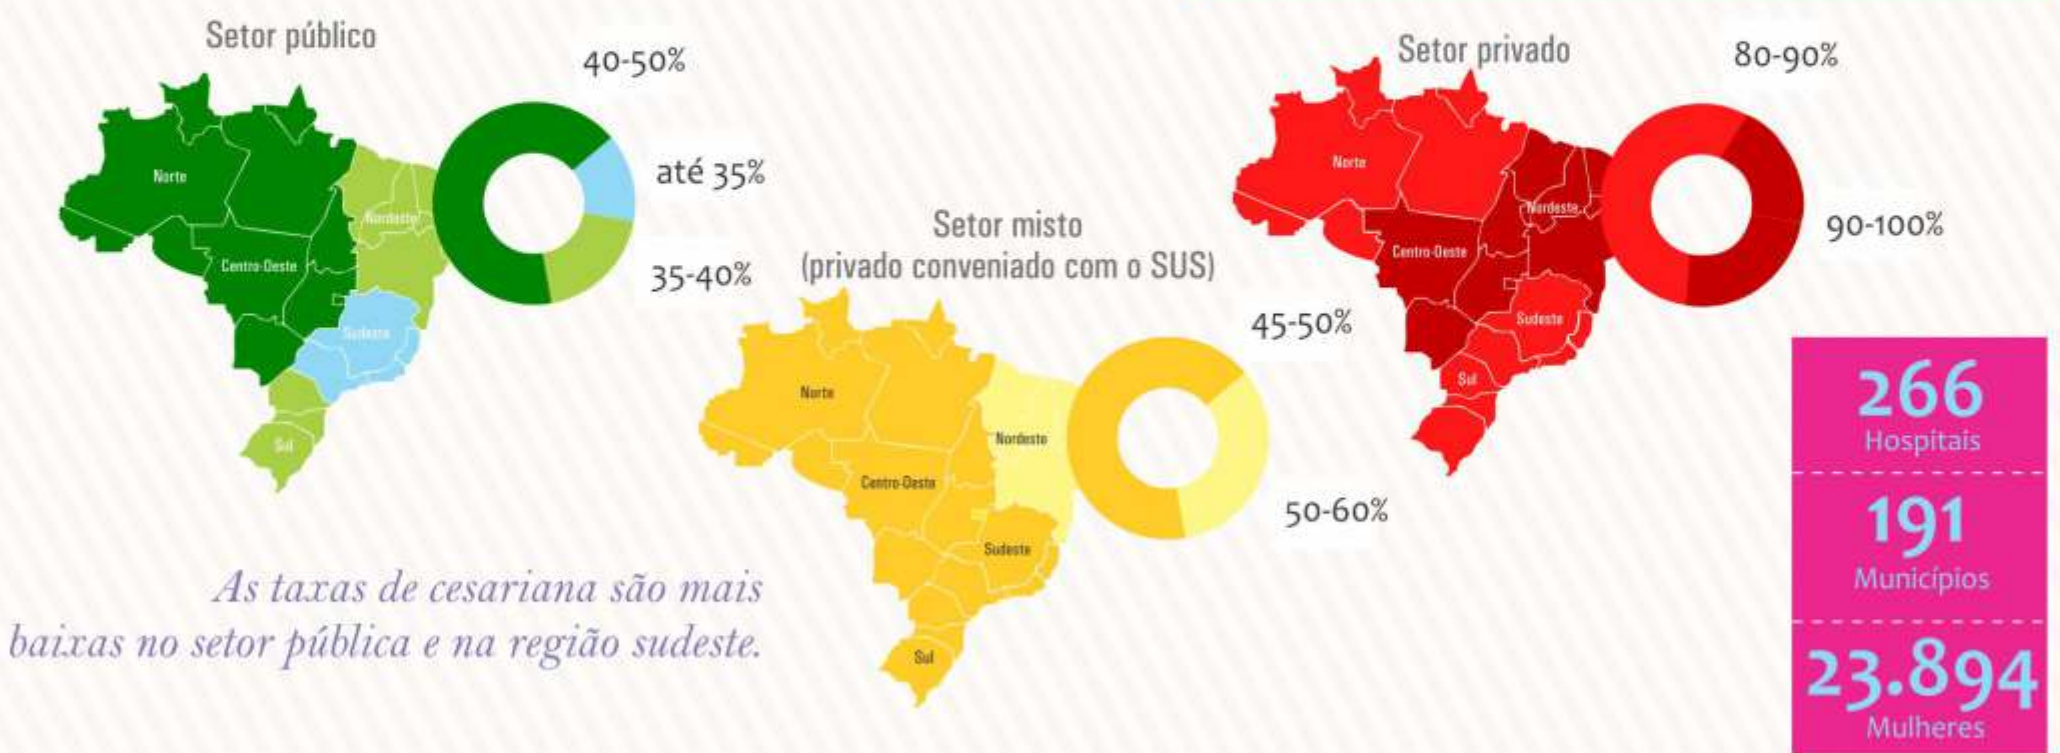 Setor público
40-50%
até 35%
35-40%
Norte
Nordeste
Centro-Oeste
Sudeste
Sul
Setor misto
(privado conveniado com o SUS)
45-50%
50-60%
Norte
Nordeste
Centro-Oeste
Sudeste
Sul
Setor privado
80-90%
90-100%
Norte
Nordeste
Centro-Oeste
Sudeste
Sul
As taxas de cesariana são mais
baixas no setor pública e na região sudeste.
266
Hospitais
191
Municípios
23.894
Mulheres